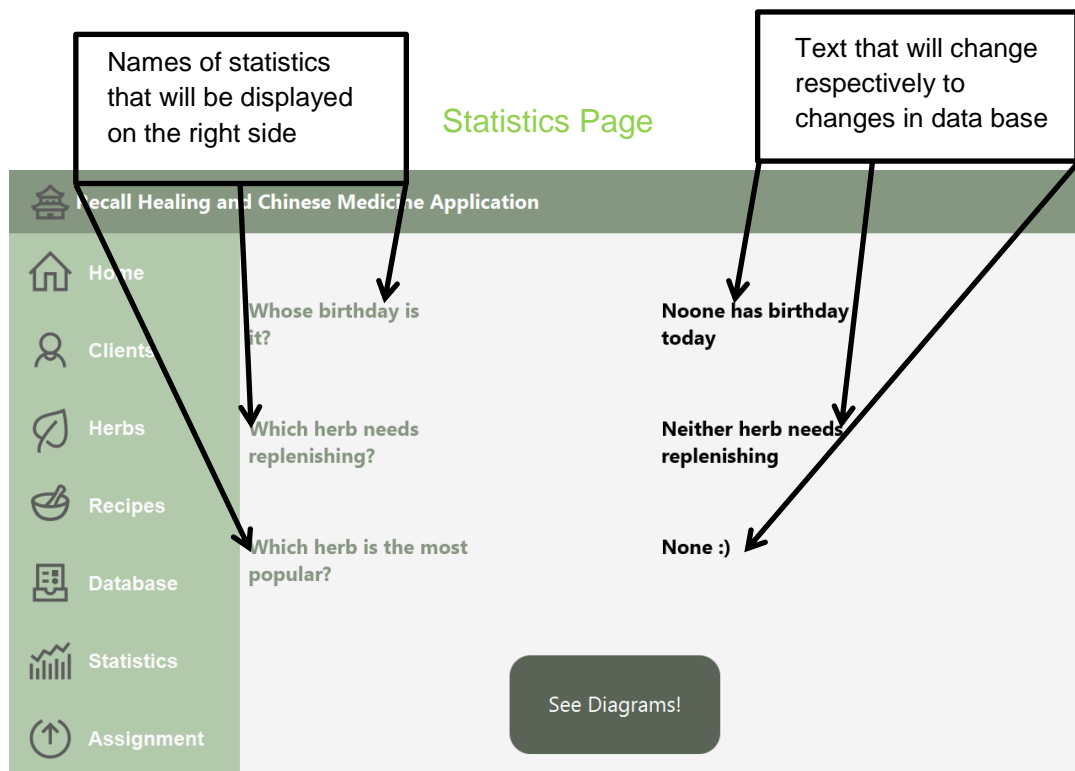 Names of statistics
that will be displayed
on the right side
Text that will change
respectively to
changes in data base
Statistics Page
Recall Healing and Chinese Medicine Application
Home
Clients
Herbs
Recipes
Database
Statistics
Assignment
Whose birthday is
it?
Noone has birthday
today
Which herb needs
replenishing?
Neither herb needs
replenishing
Which herb is the most
popular?
None :)
See Diagrams!